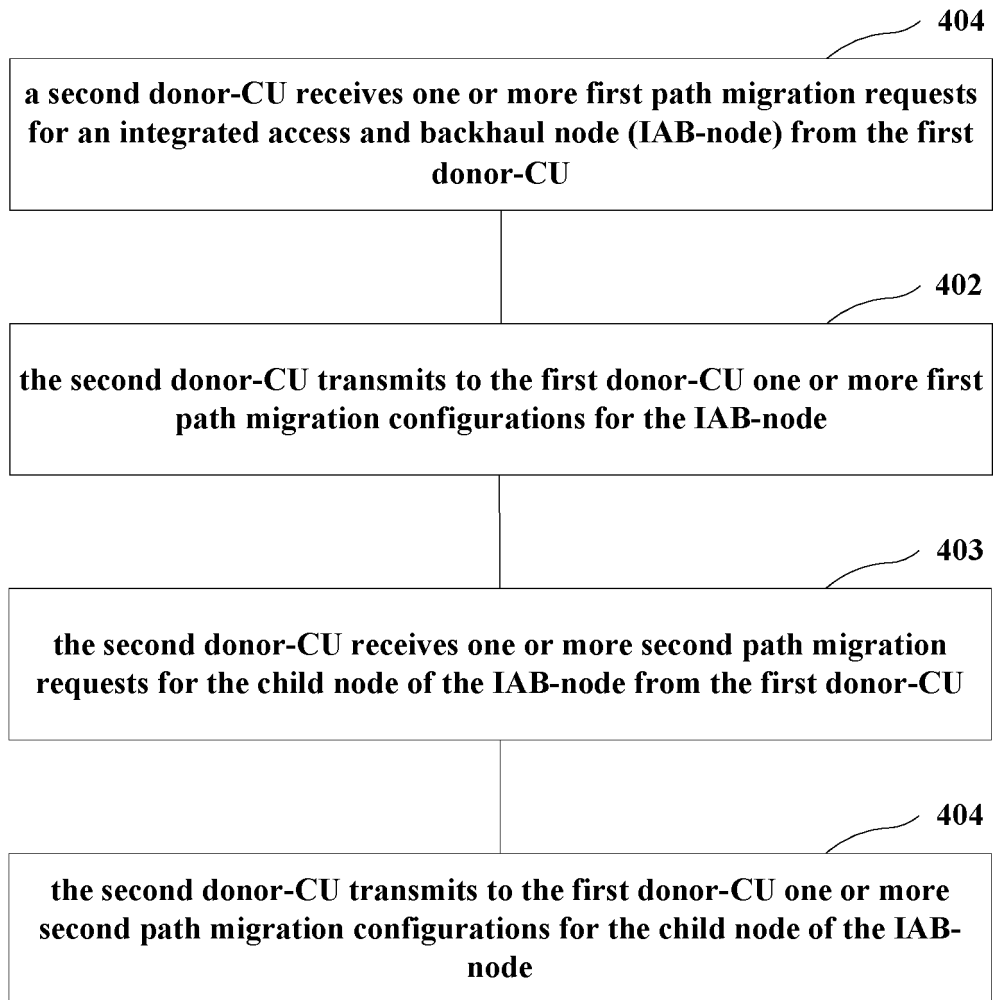 404
a second donor-CU receives one or more first path migration requests
for an integrated access and backhaul node (IAB-node) from the first
donor-CU
402
the second donor-CU transmits to the first donor-CU one or more first
path migration configurations for the IAB-node
403
the second donor-CU receives one or more second path migration
requests for the child node of the IAB-node from the first donor-CU
404
the second donor-CU transmits to the first donor-CU one or more
second path migration configurations for the child node of the IAB-
node